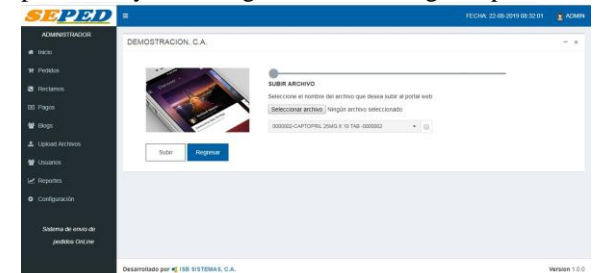 SEPED
FECHA: 22-08-2019 08:32:01 ADMIN
ADMINISTRADOR
Inicio
Pedidos
Reclamos
Pagos
Blogs
Upload Archivos
Usuarios
Reportes
Configuración
Sistema de envio de
pedidos OnLine
DEMOSTRACION, C.A.
SUBIR ARCHIVO
Seleccione el nombre del archivo que desea subir al portal web
Seleccionar archivo Ningún archivo seleccionado
0000002-CAPTOPRIL 25MG X 10 TAB -0000002
Subir Regresar
Desarrollado por ISB SISTEMAS, C.A. Version 1.0.0